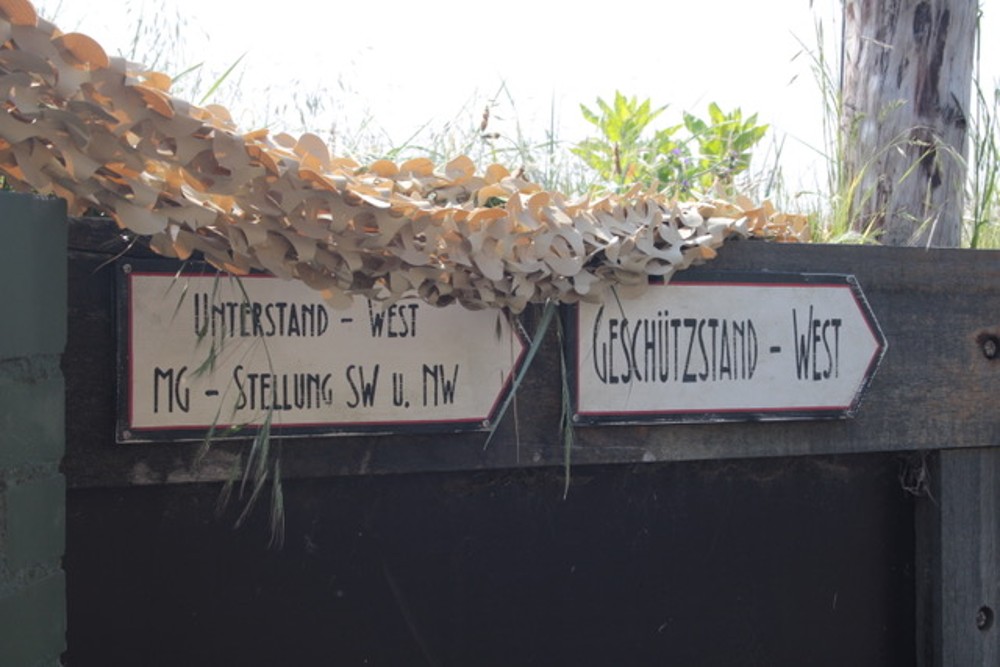 UNTERSTAND - WEST
MG - STELLUNG SW u. NW
GESCHÜTZSTAND - WEST